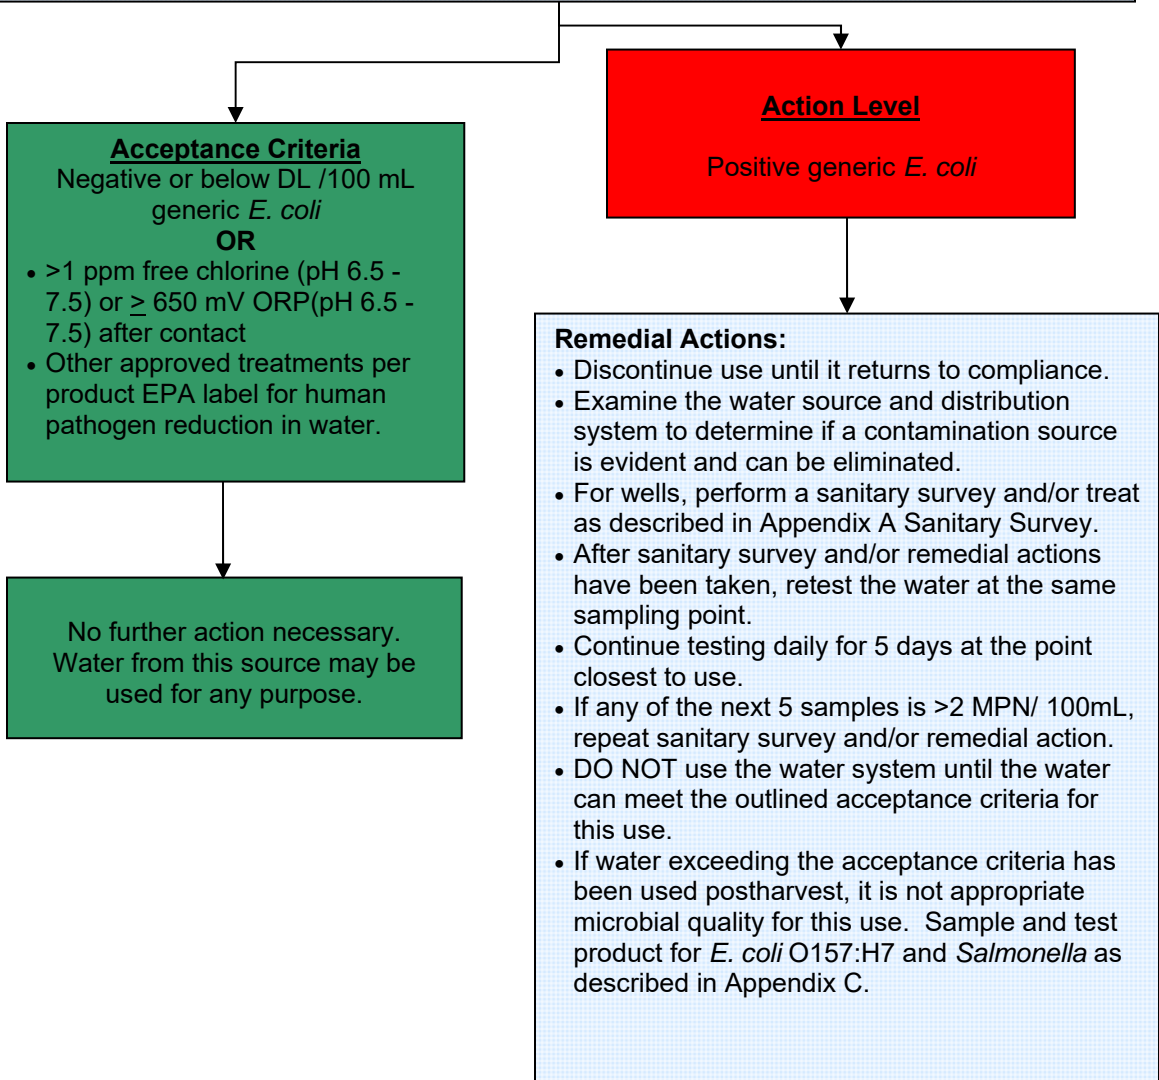 Acceptance Criteria
Negative or below DL /100 mL
generic E. coli
OR
• >1 ppm free chlorine (pH 6.5 -
7.5) or ≥ 650 mV ORP(pH 6.5 -
7.5) after contact
• Other approved treatments per
product EPA label for human
pathogen reduction in water.
No further action necessary.
Water from this source may be
used for any purpose.
Action Level
Positive generic E. coli
Remedial Actions:
• Discontinue use until it returns to compliance.
• Examine the water source and distribution
system to determine if a contamination source
is evident and can be eliminated.
• For wells, perform a sanitary survey and/or treat
as described in Appendix A Sanitary Survey.
• After sanitary survey and/or remedial actions
have been taken, retest the water at the same
sampling point.
• Continue testing daily for 5 days at the point
closest to use.
• If any of the next 5 samples is >2 MPN/ 100mL,
repeat sanitary survey and/or remedial action.
• DO NOT use the water system until the water
can meet the outlined acceptance criteria for
this use.
• If water exceeding the acceptance criteria has
been used postharvest, it is not appropriate
microbial quality for this use.  Sample and test
product for E. coli O157:H7 and Salmonella as
described in Appendix C.